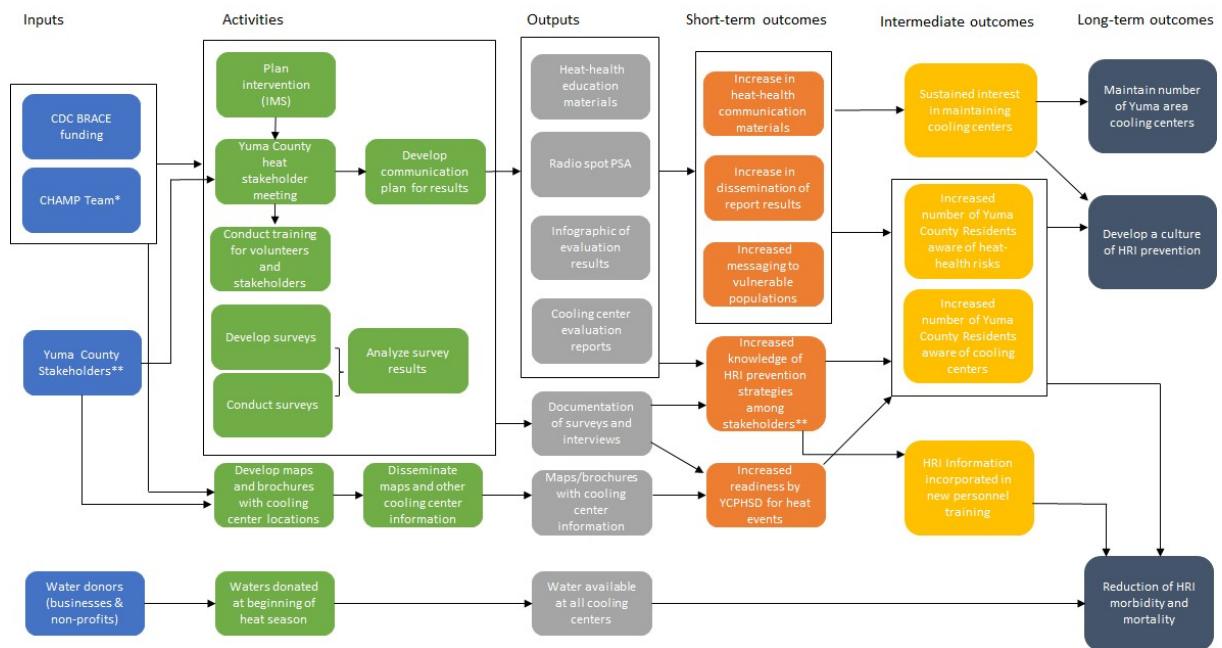 Inputs
Activities
Outputs
Short-term outcomes
Intermediate outcomes
Long-term outcomes
CDC BRACE
funding
CHAMP Team*
Yuma County
Stakeholders**
Water donors
(businesses &
non-profits)
Plan
intervention
(IMS)
Yuma County
heat
stakeholder
meeting
Develop
communication
plan for results
Conduct training
for volunteers
and
stakeholders
Develop surveys
Conduct surveys
Analyze survey
results
Develop maps
and brochures
with cooling
center locations
Disseminate
maps and other
cooling center
information
Waters donated
at beginning of
heat season
Heat-health
education
materials
Radio spot PSA
Infographic of
evaluation
results
Cooling center
evaluation
reports
Documentation
of surveys and
interviews
Maps/brochures
with cooling
center
information
Water available
at all cooling
centers
Increase in
heat-health
communication
materials
Increase in
dissemination of
report results
Increased
messaging to
vulnerable
populations
Increased
knowledge of
HRI prevention
strategies
among
stakeholders**
Increased
readiness by
YCPHSD for heat
events
Sustained interest
in maintaining
cooling centers
Increased
number of Yuma
County Residents
aware of heat-
health risks
Increased
number of Yuma
County Residents
aware of cooling
centers
HRI Information
incorporated in
new personnel
training
Maintain number
of Yuma area
cooling centers
Develop a culture
of HRI prevention
Reduction of HRI
morbidity and
mortality